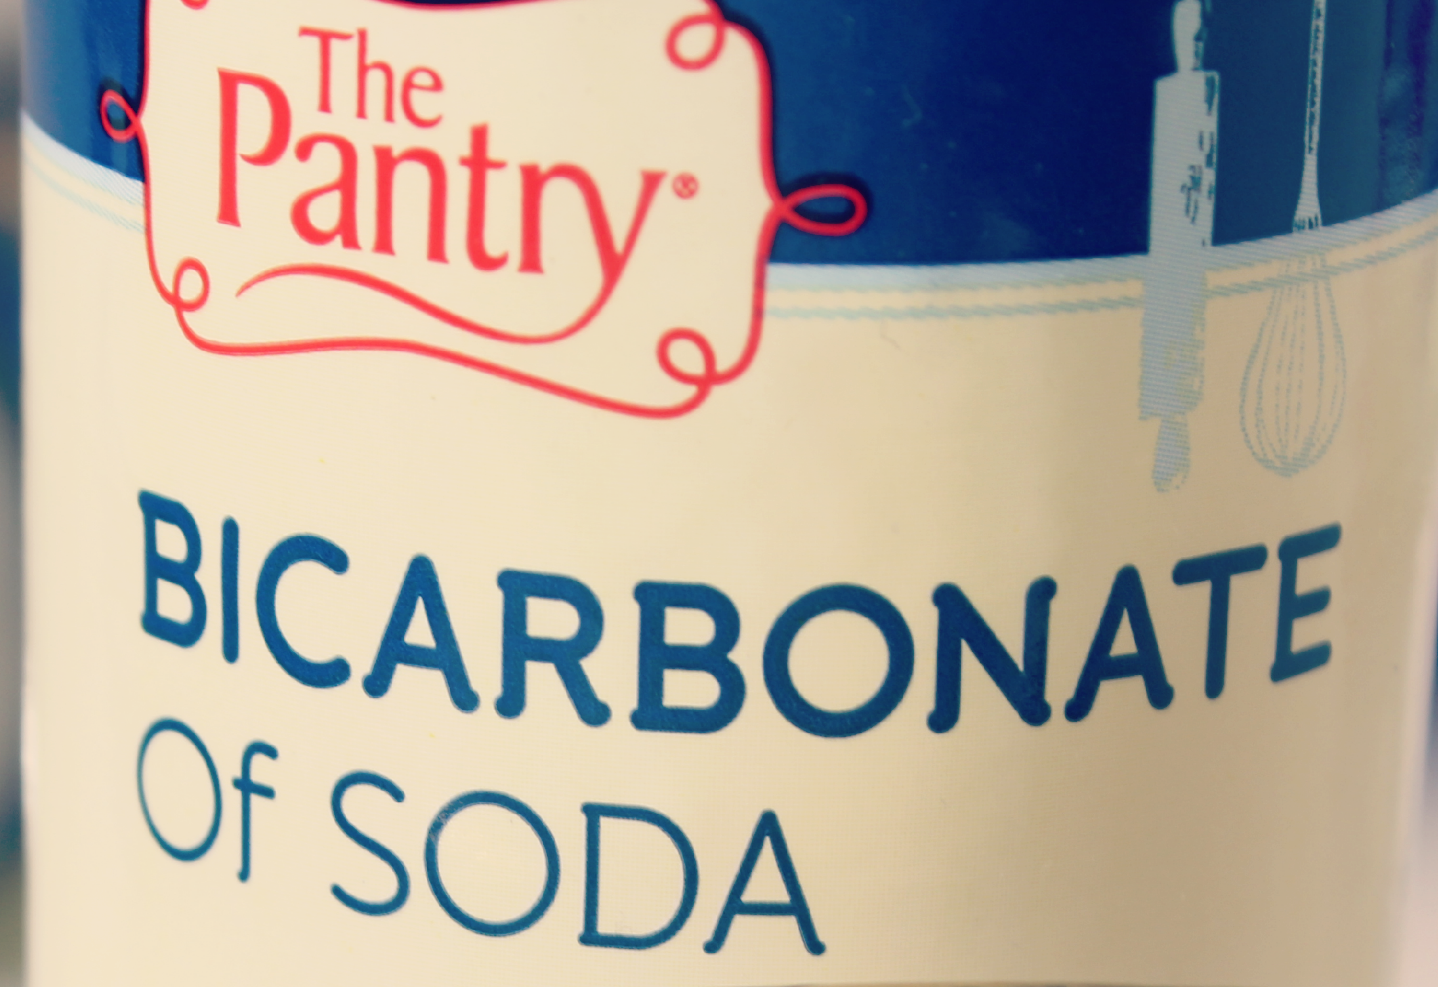 The
Pantry®
BICARBONATE
Of SODA